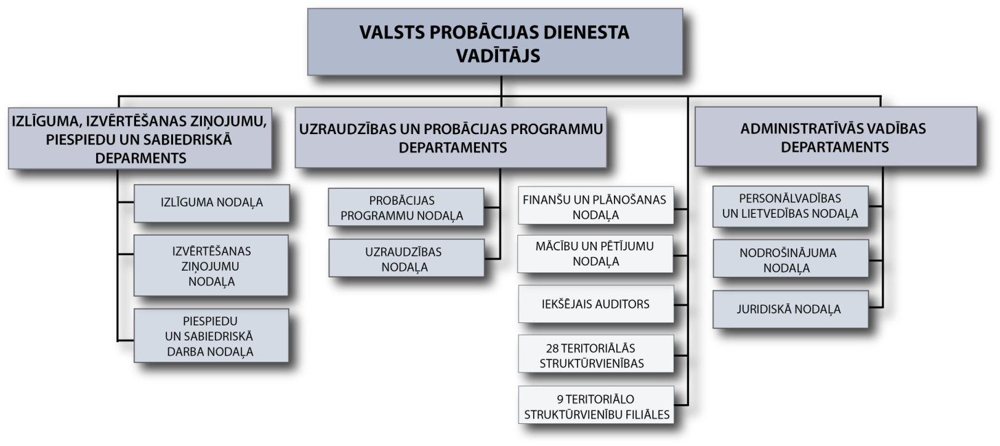 VALSTS PROBĀCIJAS DIENESTA
VADĪTĀJS
IZLĪGUMA, IZVĒRTĒŠANAS ZIŅOJUMU,
PIESPIEDU UN SABIEDRISKĀ
DEPARMENTS
IZLĪGUMA NODAĻA
IZVĒRTĒŠANAS
ZIŅOJUMU
NODAĻA
PIESPIEDU
UN SABIEDRISKĀ
DARBA NODAĻA
UZRAUDZĪBAS UN PROBĀCIJAS PROGRAMMU
DEPARTAMENTS
PROBĀCIJAS
PROGRAMMU NODAĻA
UZRAUDZĪBAS
NODAĻA
FINANŠU UN PLĀNOŠANAS
NODAĻA
MĀCĪBU UN PĒTĪJUMU
NODAĻA
IEKŠĒJAIS AUDITORS
28 TERITORIĀLĀS
STRUKTŪRVIENĪBAS
9 TERITORIĀLO
STRUKTŪRVIENĪBU FILIĀLES
ADMINISTRATĪVĀS VADĪBAS
DEPARTAMENTS
PERSONĀLVADĪBAS
UN LIETVEDĪBAS NODAĻA
NODROŠINĀJUMA
NODAĻA
JURIDISKĀ NODAĻA